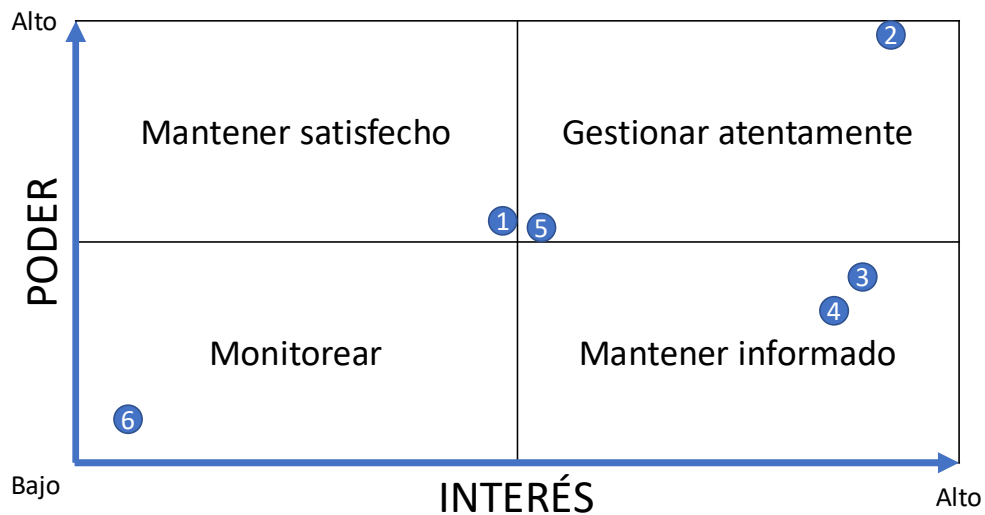 Alto
2
Mantener satisfecho
Gestionar atentamente
1
5
PODER
3
4
Monitorear
Mantener informado
6
Bajo
INTERÉS
Alto